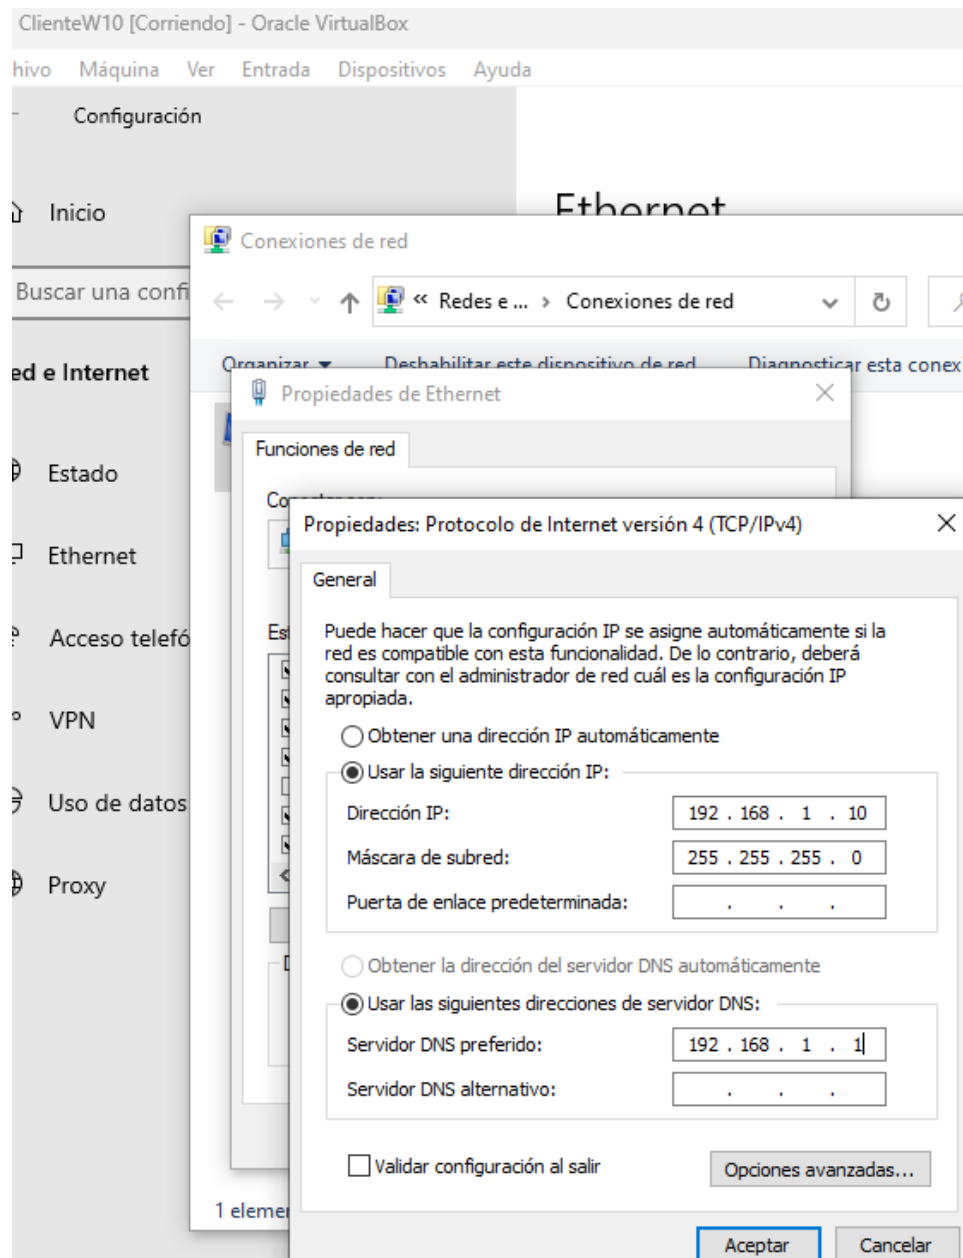 ClienteW10 [Corriendo] - Oracle VirtualBox
Máquina Ver Entrada Dispositivos Ayuda
Configuración
Inicio
Ethernet
Conexiones de red
Buscar una confi
« Redes e ... > Conexiones de red
ed e Internet
Organizar Deshabilitar este dispositivo de red Diagnosticar esta conex
Propiedades de Ethernet
Funciones de red
Estado
Propiedades: Protocolo de Internet versión 4 (TCP/IPv4)
Ethernet
General
Acceso telefó
Puede hacer que la configuración IP se asigne automáticamente si la
red es compatible con esta funcionalidad. De lo contrario, deberá
consultar con el administrador de red cuál es la configuración IP
apropiada.
VPN
Obtener una dirección IP automáticamente
Usar la siguiente dirección IP:
Uso de datos
Dirección IP: 192 . 168 . 1 . 10
Máscara de subred: 255 . 255 . 255 . 0
Proxy
Puerta de enlace predeterminada: . . .
Obtener la dirección del servidor DNS automáticamente
Usar las siguientes direcciones de servidor DNS:
Servidor DNS preferido: 192 . 168 . 1 . 1
Servidor DNS alternativo: . . .
Validar configuración al salir
Opciones avanzadas...
1 elemen
Aceptar Cancelar